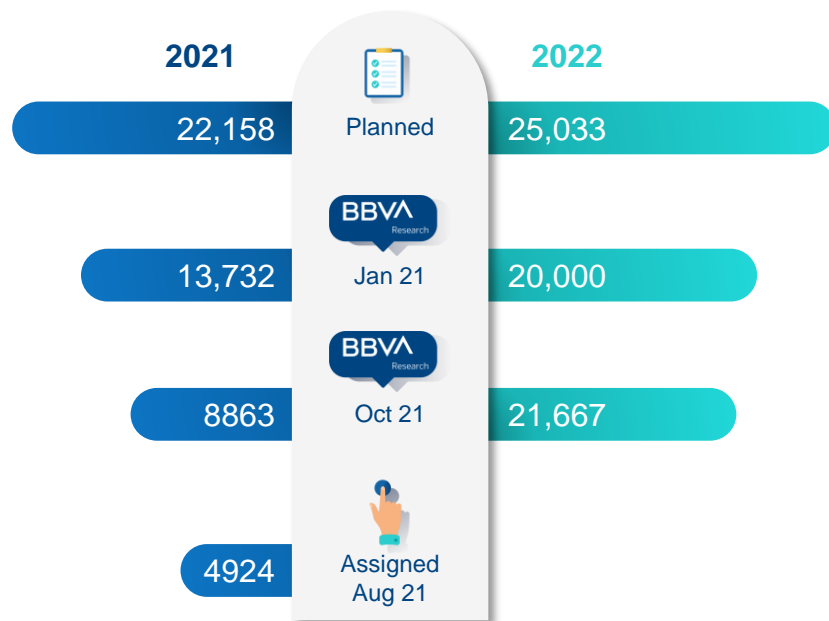 2021
2022
22,158
Planned
25,033
BBVA
Research
13,732
Jan 21
20,000
BBVA
Research
8863
Oct 21
21,667
4924
Assigned
Aug 21